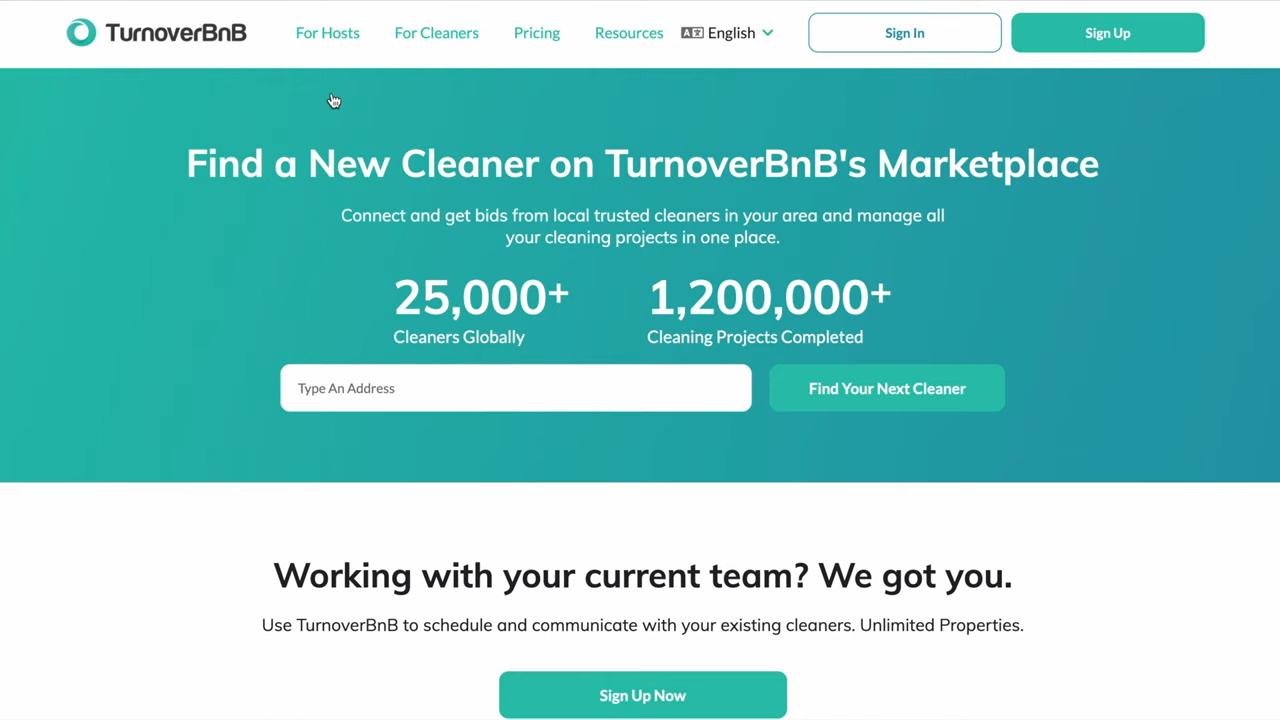 TurnoverBnB
For Hosts
For Cleaners
Pricing
Resources
English
Sign In
Sign Up
Find a New Cleaner on TurnoverBnB's Marketplace
Connect and get bids from local trusted cleaners in your area and manage all
your cleaning projects in one place.
25,000+
Cleaners Globally
1,200,000+
Cleaning Projects Completed
Type An Address
Find Your Next Cleaner
Working with your current team? We got you.
Use TurnoverBnB to schedule and communicate with your existing cleaners. Unlimited Properties.
Sign Up Now